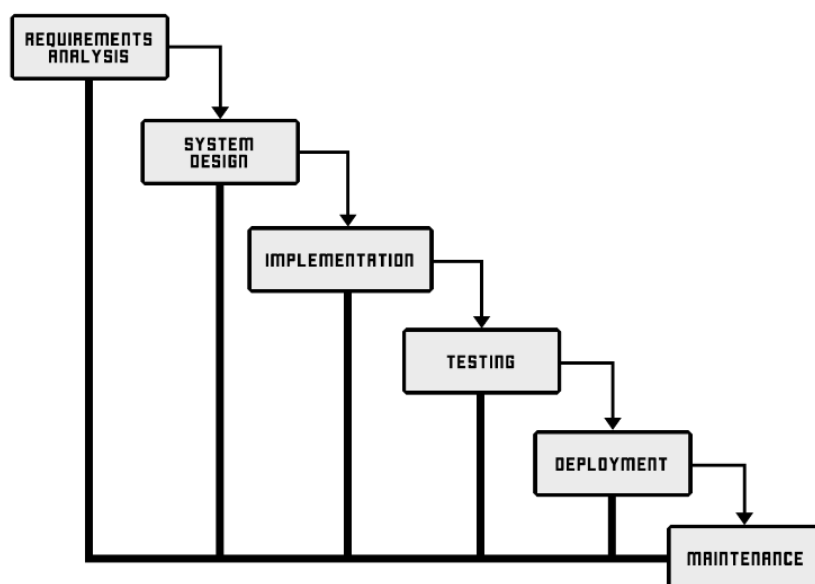 REQUIREMENTS
ANALYSIS
SYSTEM
DESIGN
IMPLEMENTATION
TESTING
DEPLOYMENT
MAINTENANCE